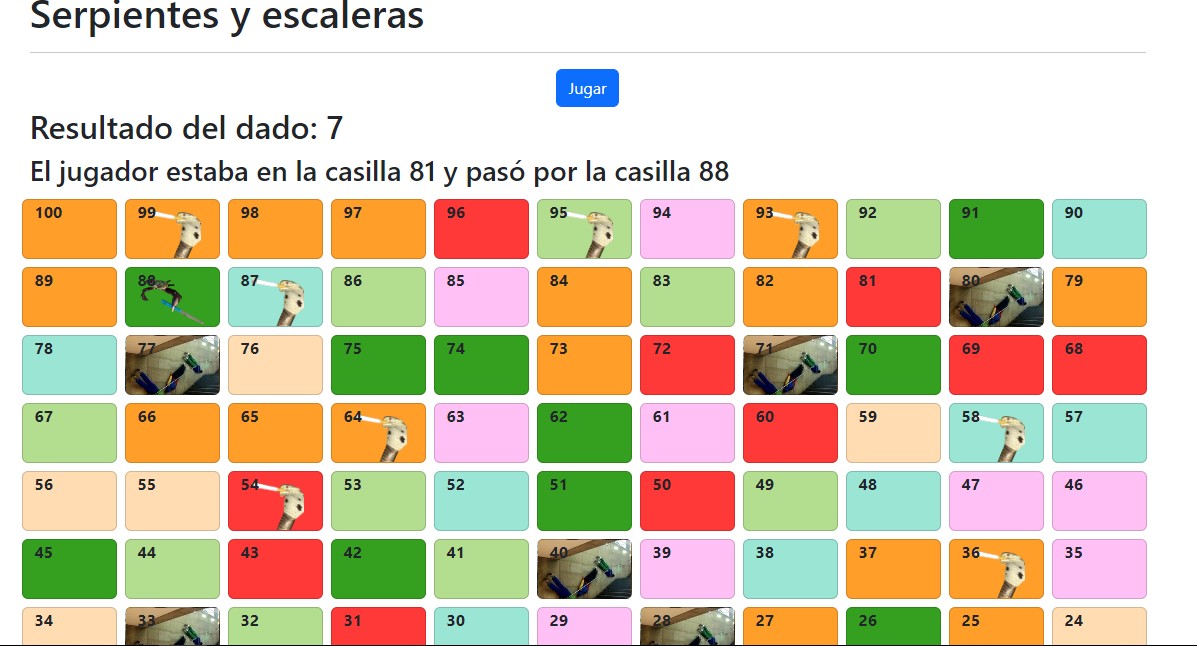 Serpientes y escaleras
Jugar
Resultado del dado: 7
El jugador estaba en la casilla 81 y pasó por la casilla 88
100 99 98 97 96 95 94 93 92 91 90
89 88 87 86 85 84 83 82 81 80 79
78 77 76 75 74 73 72 71 70 69 68
67 66 65 64 63 62 61 60 59 58 57
56 55 54 53 52 51 50 49 48 47 46
45 44 43 42 41 40 39 38 37 36 35
34 33 32 31 30 29 28 27 26 25 24